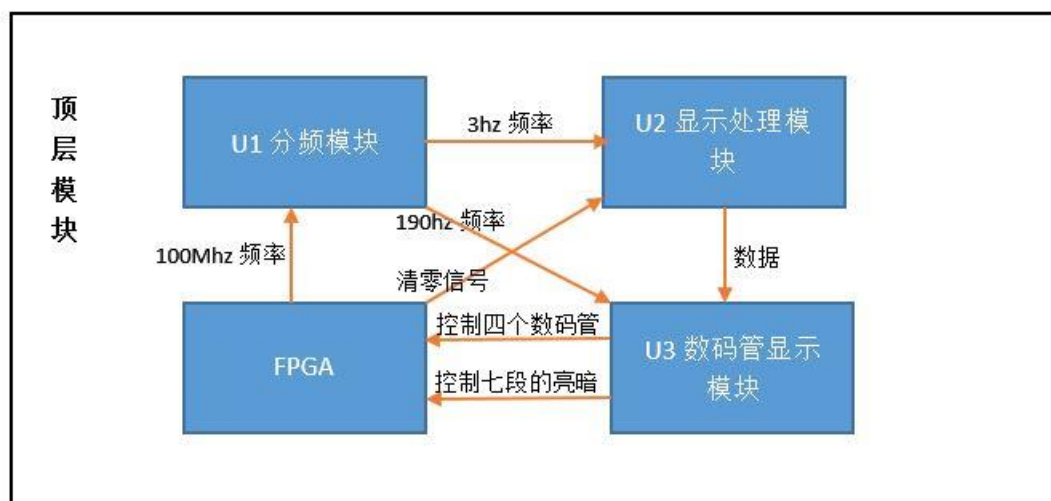 顶
层
模
块
U1 分频模块
3hz 频率
U2 显示处理模
块
190hz 频率
100Mhz 频率
清零信号
数据
控制四个数码管
FPGA
控制七段的亮暗
U3 数码管显示
模块